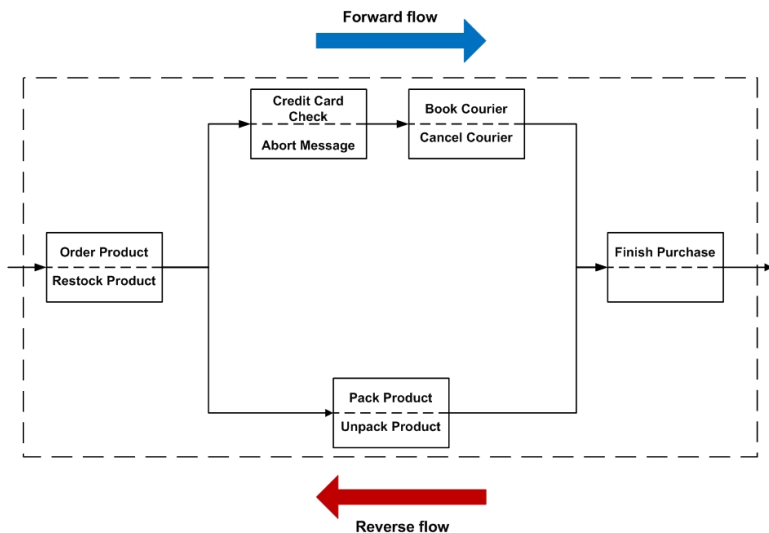 Forward flow
Credit Card
Check
Abort Message
Book Courier
Cancel Courier
Order Product
Restock Product
Finish Purchase
Pack Product
Unpack Product
Reverse flow